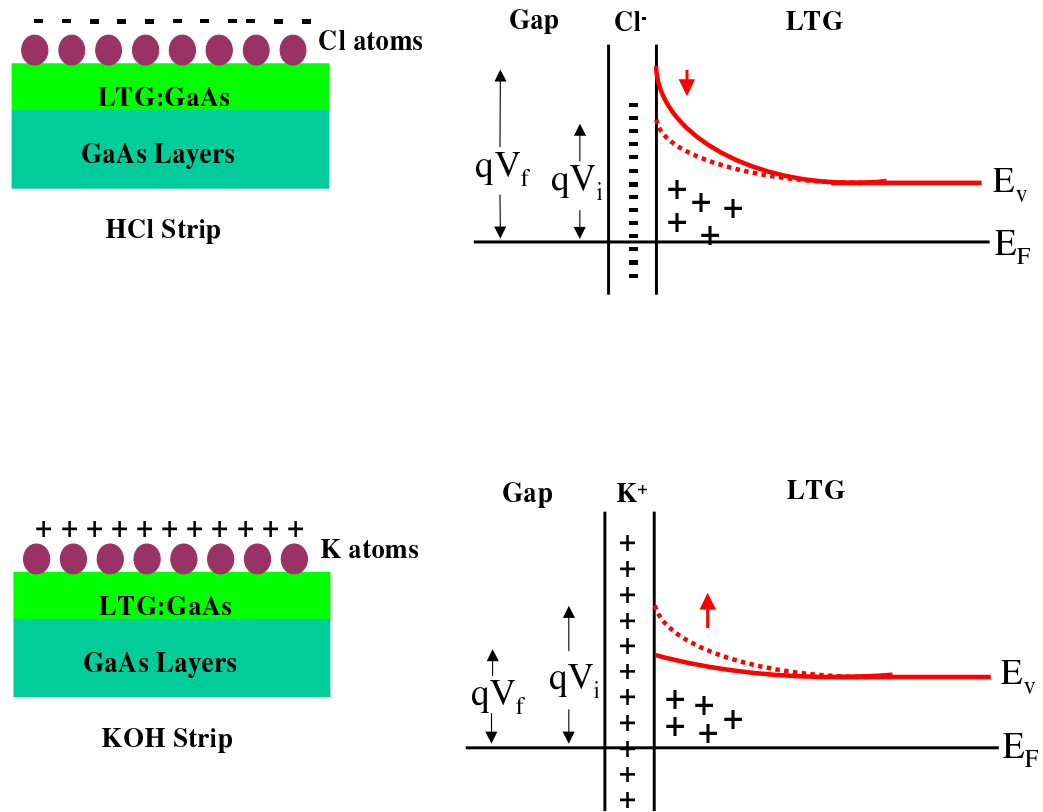 - - - - - - - - - -
Cl atoms
LTG:GaAs
GaAs Layers
HCl Strip
Gap Cl- LTG
qVf
qVi
+ + + + +
Ev
EF
+ + + + + + + + + + +
K atoms
LTG:GaAs
GaAs Layers
KOH Strip
Gap K+ LTG
qVf
qVi
+ + + + +
Ev
EF